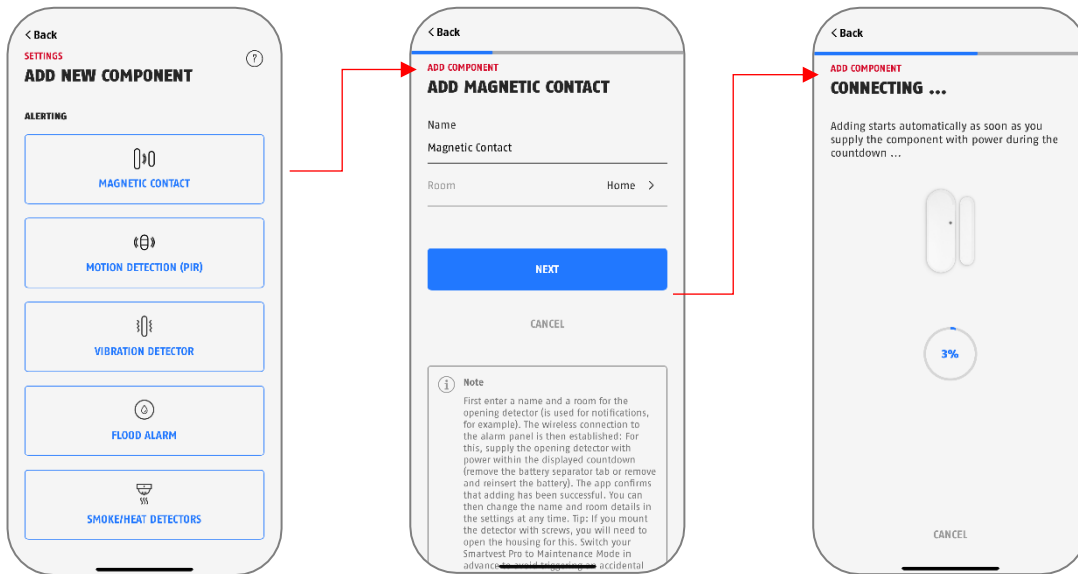 < Back
SETTINGS
?
ADD NEW COMPONENT
ALERTING
MAGNETIC CONTACT
MOTION DETECTION (PIR)
VIBRATION DETECTOR
FLOOD ALARM
SMOKE/HEAT DETECTORS
< Back
ADD COMPONENT
ADD MAGNETIC CONTACT
Name
Magnetic Contact
Room Home >
NEXT
CANCEL
i Note
First enter a name and a room for the
opening detector (is used for notifications,
for example). The wireless connection to
the alarm panel is then established: For
this, supply the opening detector with
power within the displayed countdown
(remove the battery separator tab or remove
and reinsert the battery). The app confirms
that adding has been successful. You can
then change the name and room details in
the settings at any time. Tip: If you mount
the detector with screws, you will need to
open the housing for this. Switch your
Smartvest Pro to Maintenance Mode in
advance to avoid triggering an accidental
< Back
ADD COMPONENT
CONNECTING ...
Adding starts automatically as soon as you
supply the component with power during the
countdown ...
3%
CANCEL